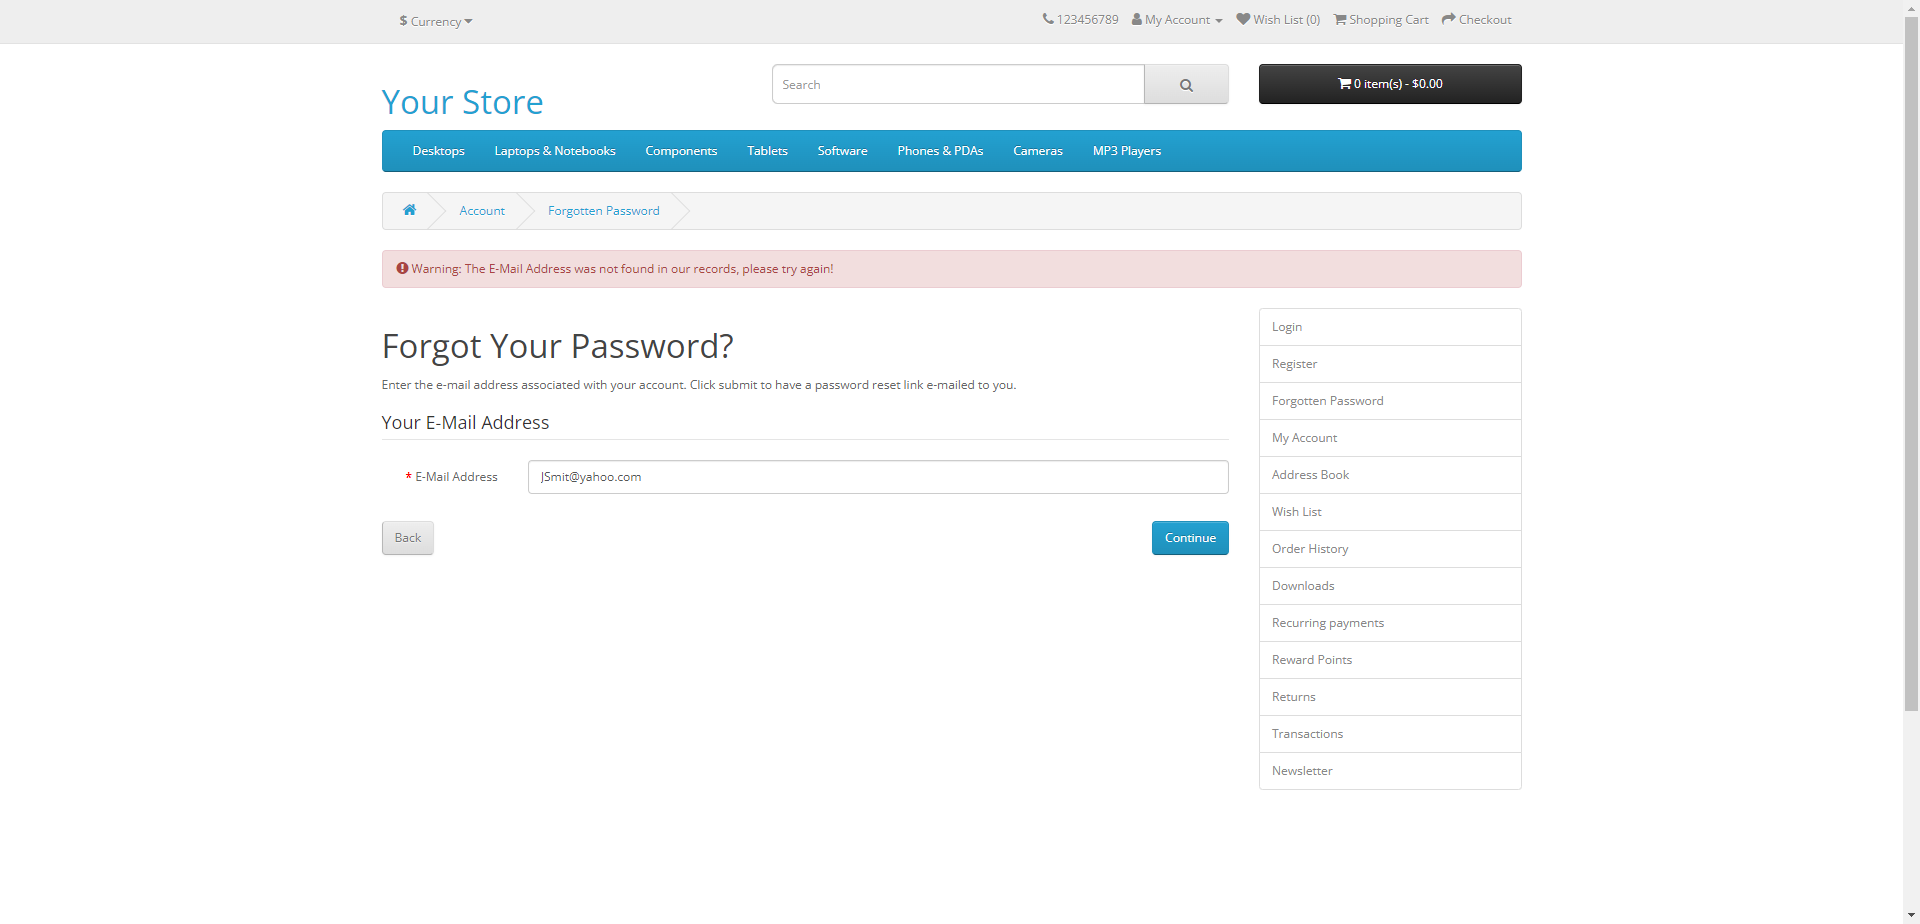 $ Currency
123456789 My Account Wish List (0) Shopping Cart Checkout
Your Store
Search
0 item(s) - $0.00
Desktops Laptops & Notebooks Components Tablets Software Phones & PDAs Cameras MP3 Players
Account Forgotten Password
Warning: The E-Mail Address was not found in our records, please try again!
Forgot Your Password?
Enter the e-mail address associated with your account. Click submit to have a password reset link e-mailed to you.
Your E-Mail Address
* E-Mail Address
JSmit@yahoo.com
Back
Continue
Login
Register
Forgotten Password
My Account
Address Book
Wish List
Order History
Downloads
Recurring payments
Reward Points
Returns
Transactions
Newsletter